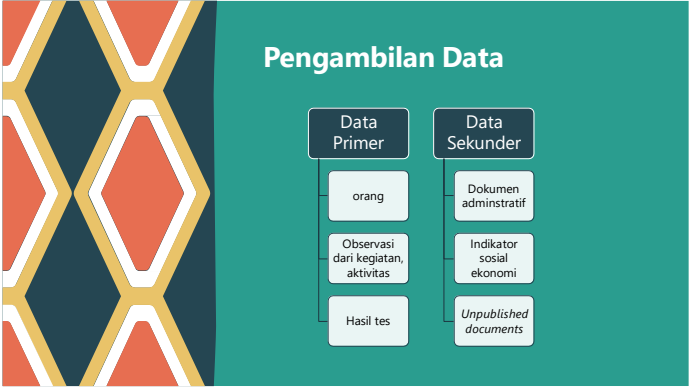 Pengambilan Data
Data
Primer
orang
Observasi
dari kegiatan,
aktivitas
Hasil tes
Data
Sekunder
Dokumen
adminstratif
Indikator
sosial
ekonomi
Unpublished
documents